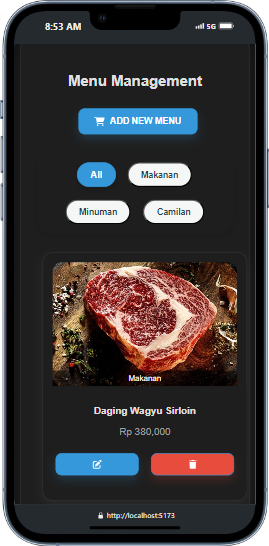 8:53 AM 5G
Menu Management
ADD NEW MENU
All Makanan
Minuman Camilan
Makanan
Daging Wagyu Sirloin
Rp 380,000
http://localhost:5173